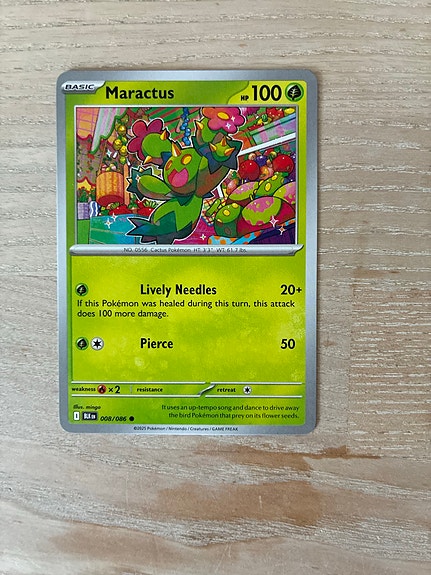 BASIC Maractus HP 100
NO. 0556 Cactus Pokémon HT: 3'3" WT: 61.7 lbs.
Lively Needles 20+
If this Pokémon was healed during this turn, this attack
does 100 more damage.
Pierce 50
weakness ×2 resistance retreat
Illus. mingo
It uses an up-tempo song and dance to drive away
the bird Pokémon that prey on its flower seeds.
BLK EN 008/086
©2025 Pokémon / Nintendo / Creatures / GAME FREAK